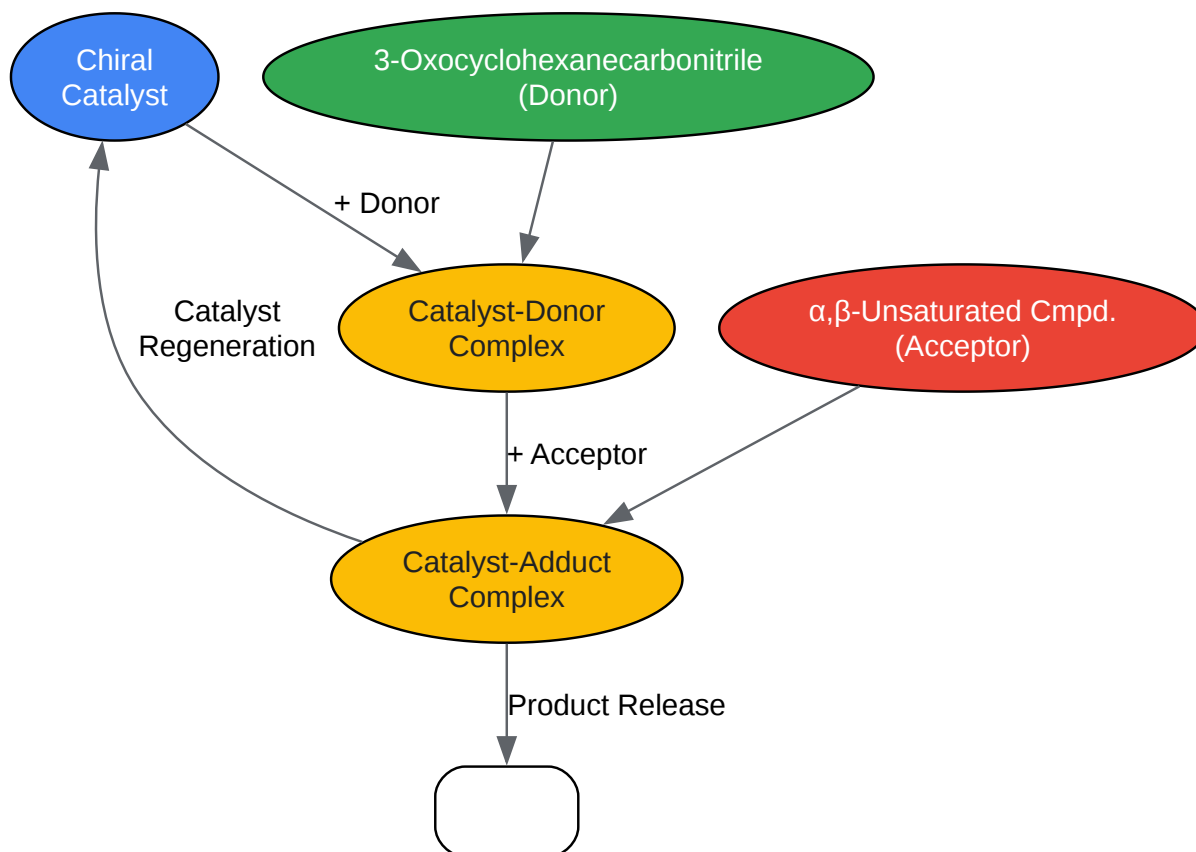 Chiral
Catalyst
3-Oxocyclohexanecarbonitrile
(Donor)
+ Donor
Catalyst-Donor
Complex
α,β-Unsaturated Cmpd.
(Acceptor)
Catalyst
Regeneration
+ Acceptor
Catalyst-Adduct
Complex
Product Release